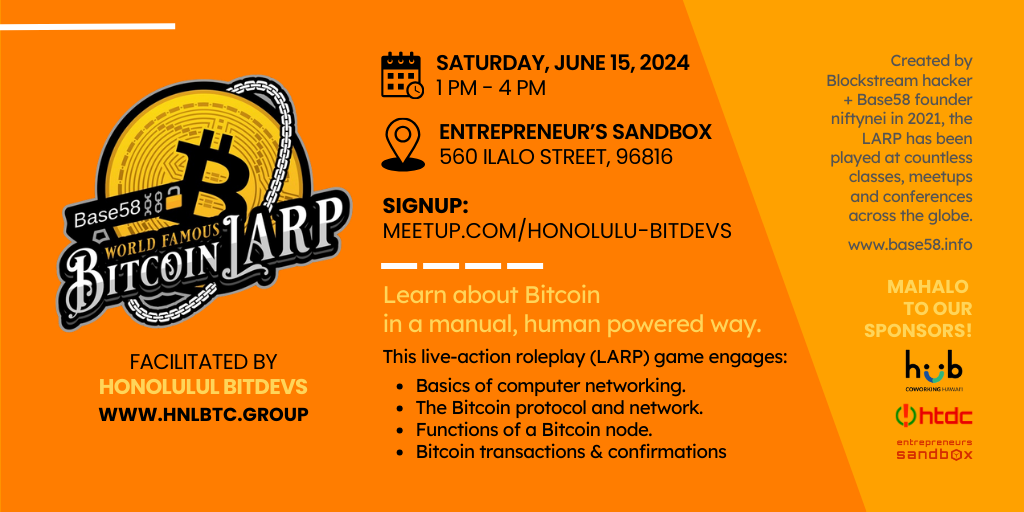 Base58
WORLD FAMOUS
BITCOIN LARP
FACILITATED BY
HONOLULUL BITDEVS
WWW.HNLBTC.GROUP
SATURDAY, JUNE 15, 2024
1 PM - 4 PM
ENTREPRENEUR'S SANDBOX
560 ILALO STREET, 96816
SIGNUP:
MEETUP.COM/HONOLULU-BITDEVS
Learn about Bitcoin
in a manual, human powered way.
This live-action roleplay (LARP) game engages:
• Basics of computer networking.
• The Bitcoin protocol and network.
• Functions of a Bitcoin node.
• Bitcoin transactions & confirmations
Created by
Blockstream hacker
+ Base58 founder
niftynei in 2021, the
LARP has been
played at countless
classes, meetups
and conferences
across the globe.
www.base58.info
MAHALO
TO OUR
SPONSORS!
hub
COWORKING HAWAI'I
htdc
entrepreneurs
sandbox